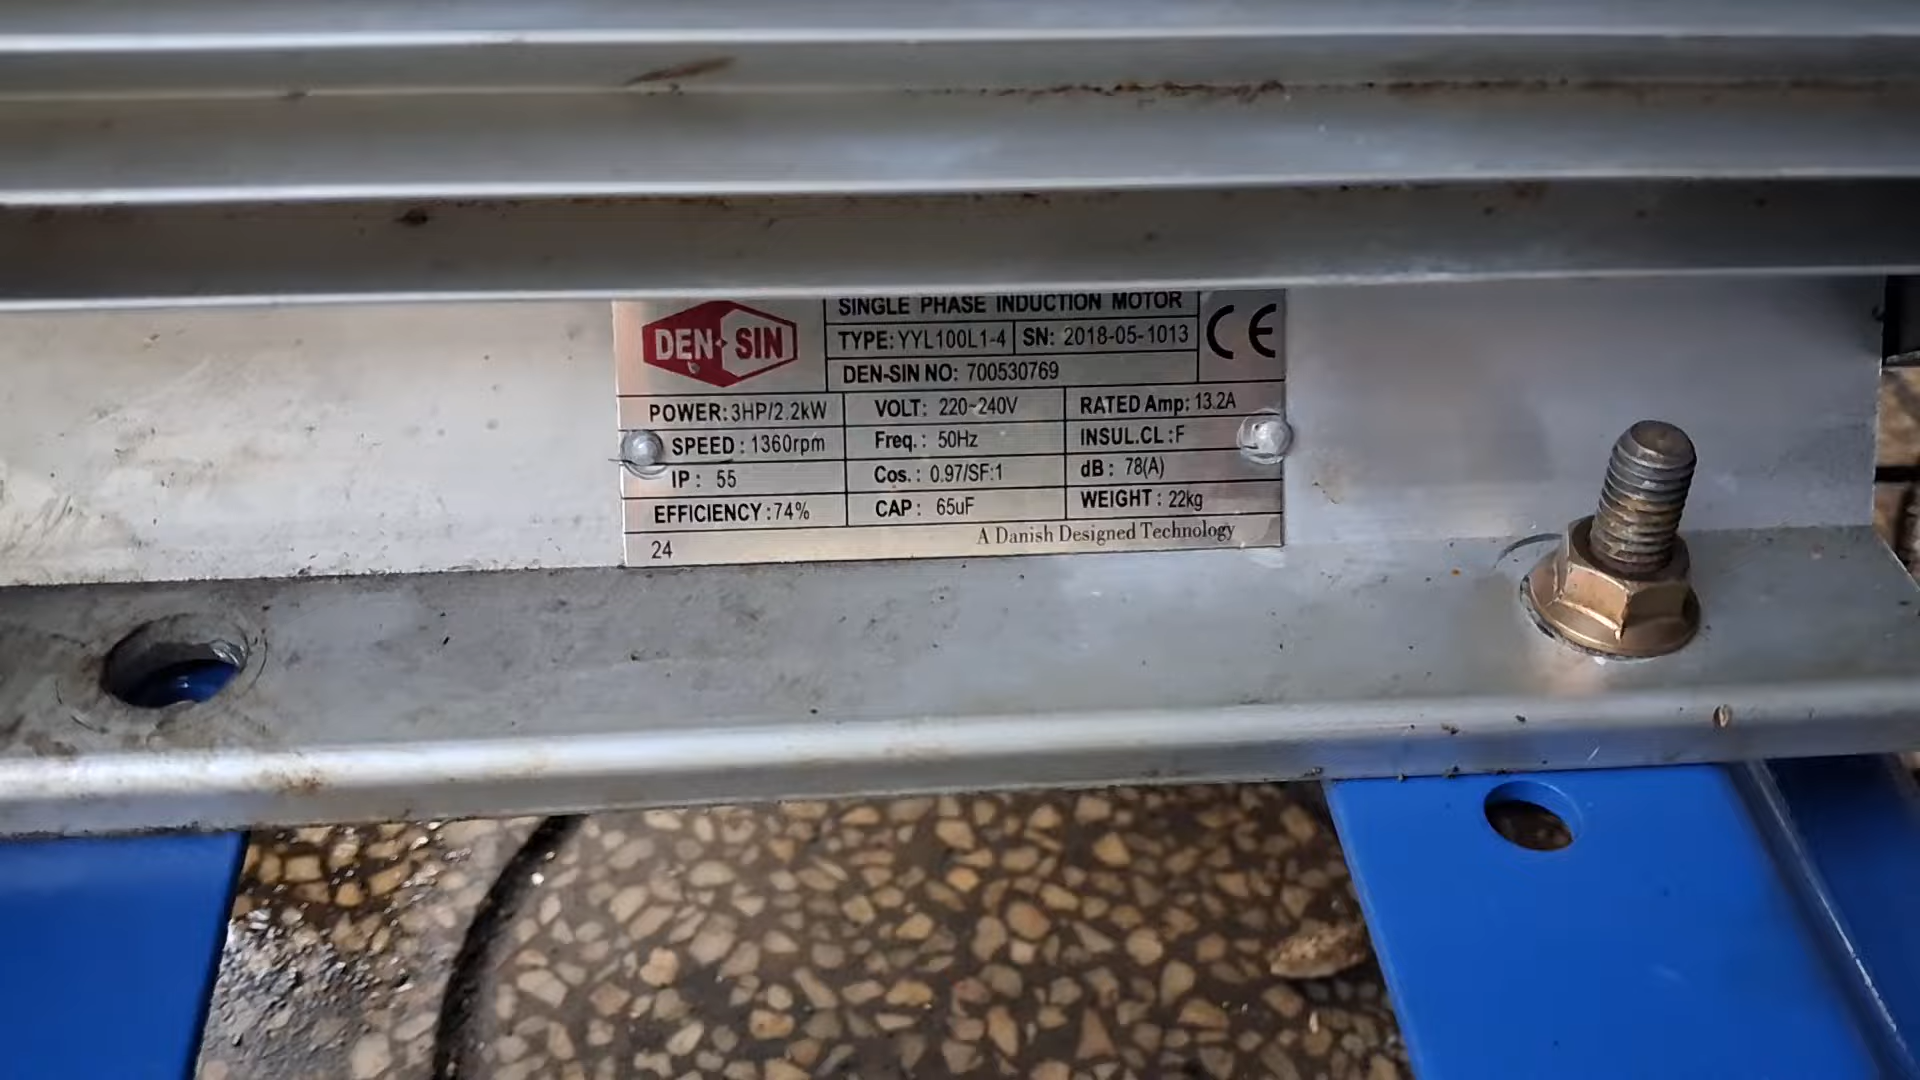 DEN-SIN
SINGLE PHASE INDUCTION MOTOR
TYPE: YYL100L1-4 SN: 2018-05-1013
DEN-SIN NO: 700530769
CE
POWER: 3HP/2.2kW VOLT: 220~240V RATED Amp: 13.2A
SPEED: 1360rpm Freq.: 50Hz INSUL.CL: F
IP: 55 Cos.: 0.97/SF:1 dB: 78(A)
EFFICIENCY: 74% CAP: 65uF WEIGHT: 22kg
24 A Danish Designed Technology